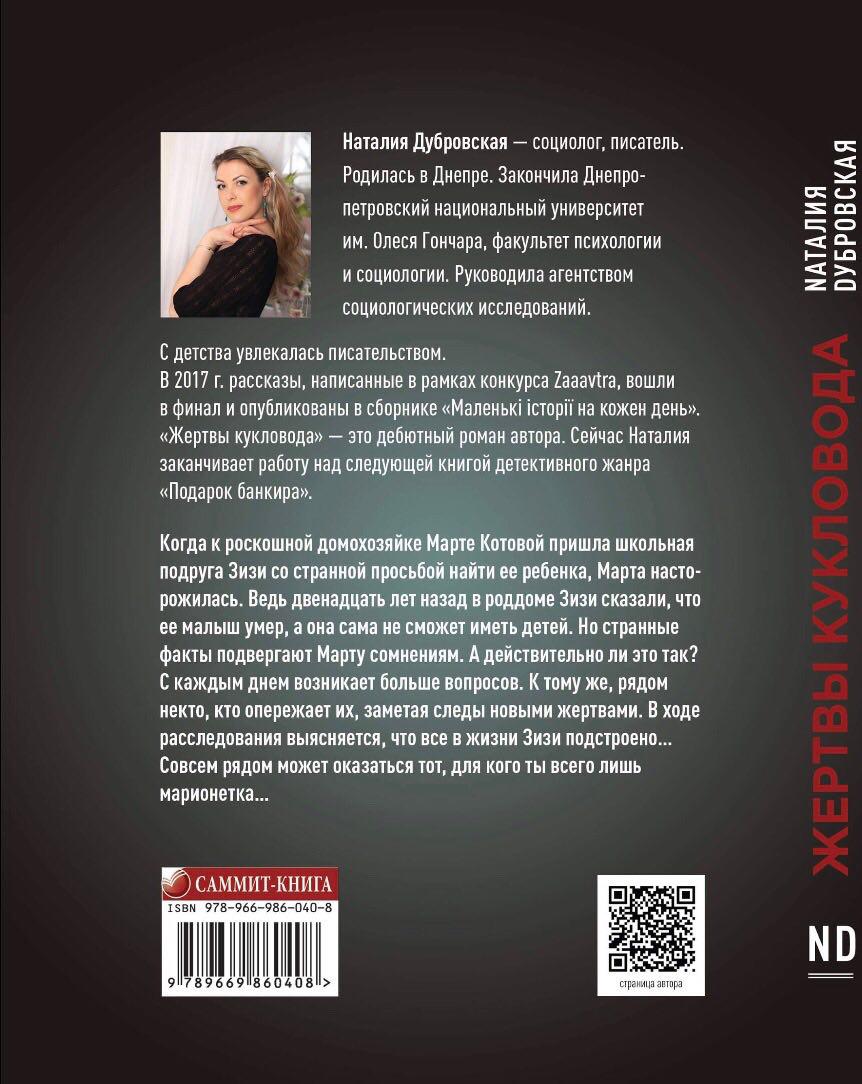 Наталия Дубровская — социолог, писатель.
Родилась в Днепре. Закончила Днепро-
петровский национальный университет
им. Олеся Гончара, факультет психологии
и социологии. Руководила агентством
социологических исследований.
С детства увлекалась писательством.
В 2017 г. рассказы, написанные в рамках конкурса Zaaavtra, вошли
в финал и опубликованы в сборнике «Маленькі історії на кожен день».
«Жертвы кукловода» — это дебютный роман автора. Сейчас Наталия
заканчивает работу над следующей книгой детективного жанра
«Подарок банкира».
Когда к роскошной домохозяйке Марте Котовой пришла школьная
подруга Зизи со странной просьбой найти ее ребенка, Марта насто-
рожилась. Ведь двенадцать лет назад в роддоме Зизи сказали, что
ее малыш умер, а она сама не сможет иметь детей. Но странные
факты подвергают Марту сомнениям. А действительно ли это так?
С каждым днем возникает больше вопросов. К тому же, рядом
некто, кто опережает их, заметая следы новыми жертвами. В ходе
расследования выясняется, что все в жизни Зизи подстроено...
Совсем рядом может оказаться тот, для кого ты всего лишь
марионетка...
САММИТ-КНИГА
ISBN 978-966-986-040-8
9 789669 860408 >
страница автора
NАТАЛИЯ
DУБРОВСКАЯ
ЖЕРТВЫ КУКЛОВОДА
ND